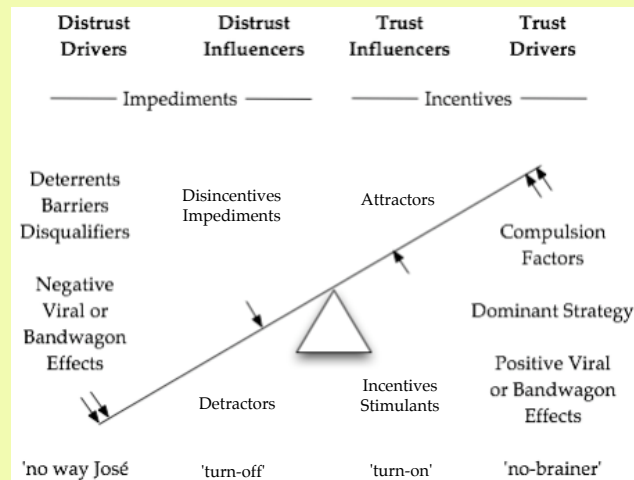 Distrust Drivers
Distrust Influencers
Trust Influencers
Trust Drivers
Impediments
Incentives
Deterrents
Barriers
Disqualifiers
Disincentives
Impediments
Attractors
Compulsion
Factors
Negative
Viral or
Bandwagon
Effects
Dominant Strategy
Detractors
Incentives
Stimulants
Positive Viral
or Bandwagon
Effects
'no way José
'turn-off'
'turn-on'
'no-brainer'